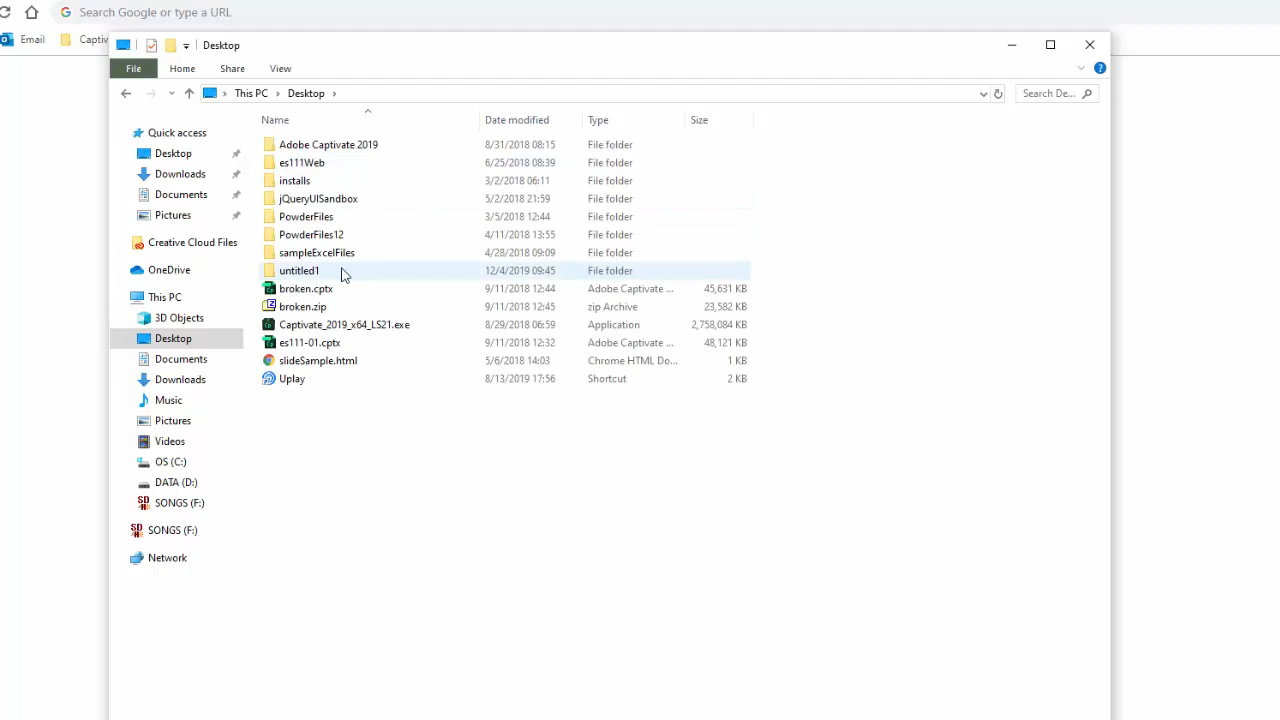 Search Google or type a URL
Email
Captiv
Desktop
File
Home
Share
View
This PC
Desktop
Search De...
Name
Date modified
Type
Size
Quick access
Desktop
Downloads
Documents
Pictures
Creative Cloud Files
OneDrive
This PC
3D Objects
Desktop
Documents
Downloads
Music
Pictures
Videos
OS (C:)
DATA (D:)
SONGS (F:)
SONGS (F:)
Network
Adobe Captivate 2019 8/31/2018 08:15 File folder
es111Web 6/25/2018 08:39 File folder
installs 3/2/2018 06:11 File folder
jQueryUISandbox 5/2/2018 21:59 File folder
PowderFiles 3/5/2018 12:44 File folder
PowderFiles12 4/11/2018 13:55 File folder
sampleExcelFiles 4/28/2018 09:09 File folder
untitled1 12/4/2019 09:45 File folder
broken.cptx 9/11/2018 12:44 Adobe Captivate ... 45,631 KB
broken.zip 9/11/2018 12:45 zip Archive 23,582 KB
Captivate_2019_x64_LS21.exe 8/29/2018 06:59 Application 2,758,084 KB
es111-01.cptx 9/11/2018 12:32 Adobe Captivate ... 48,121 KB
slideSample.html 5/6/2018 14:03 Chrome HTML Do... 1 KB
Uplay 8/13/2019 17:56 Shortcut 2 KB